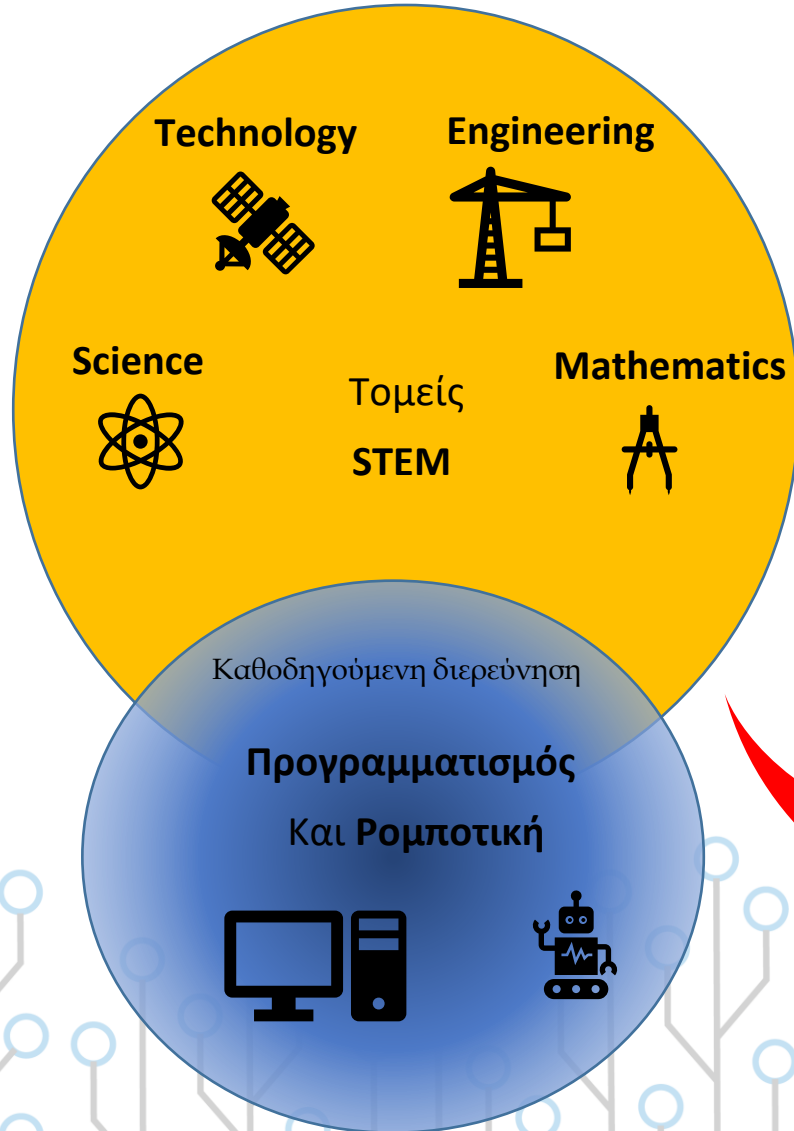 Technology
Engineering
Science
Mathematics
Τομείς
STEM
Καθοδηγούμενη διερεύνηση
Προγραμματισμός
Και Ρομποτική